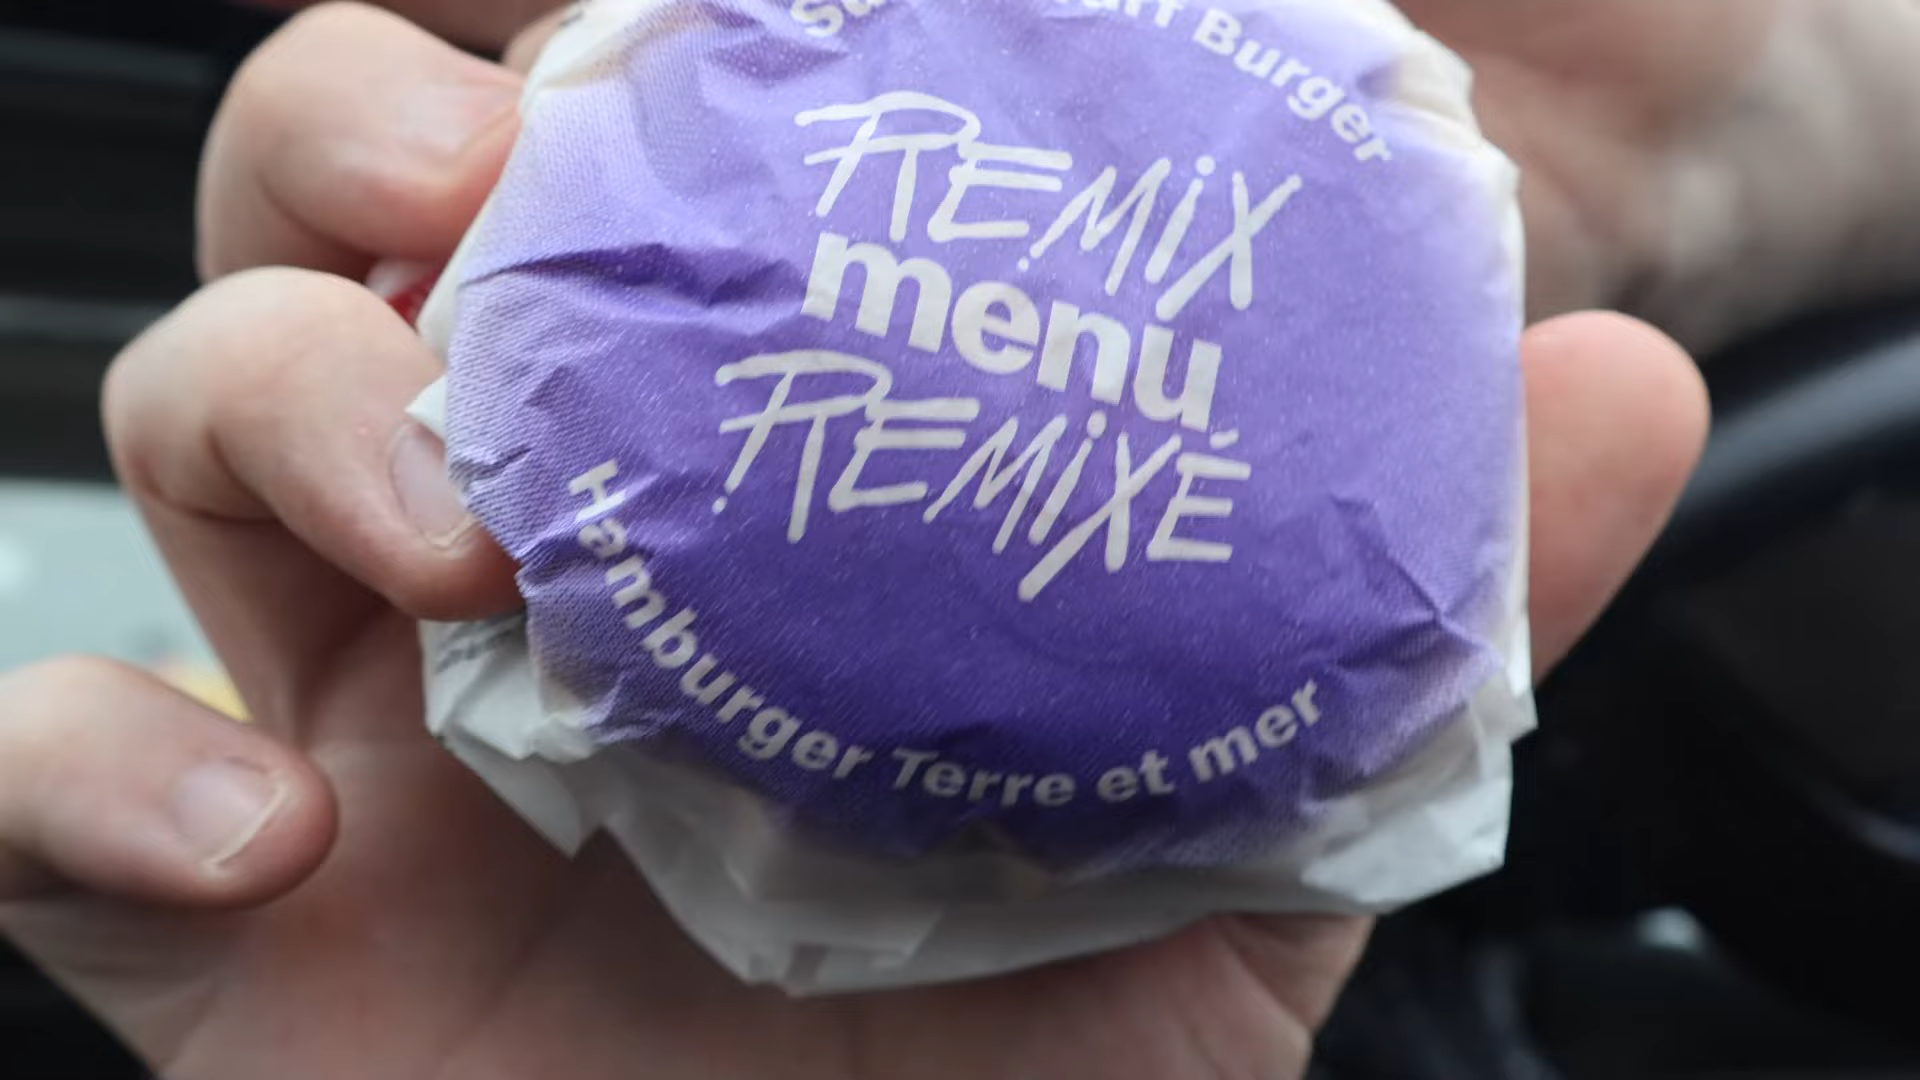 Burger
REMIX
menu
REMIXÉ
Hamburger Terre et mer